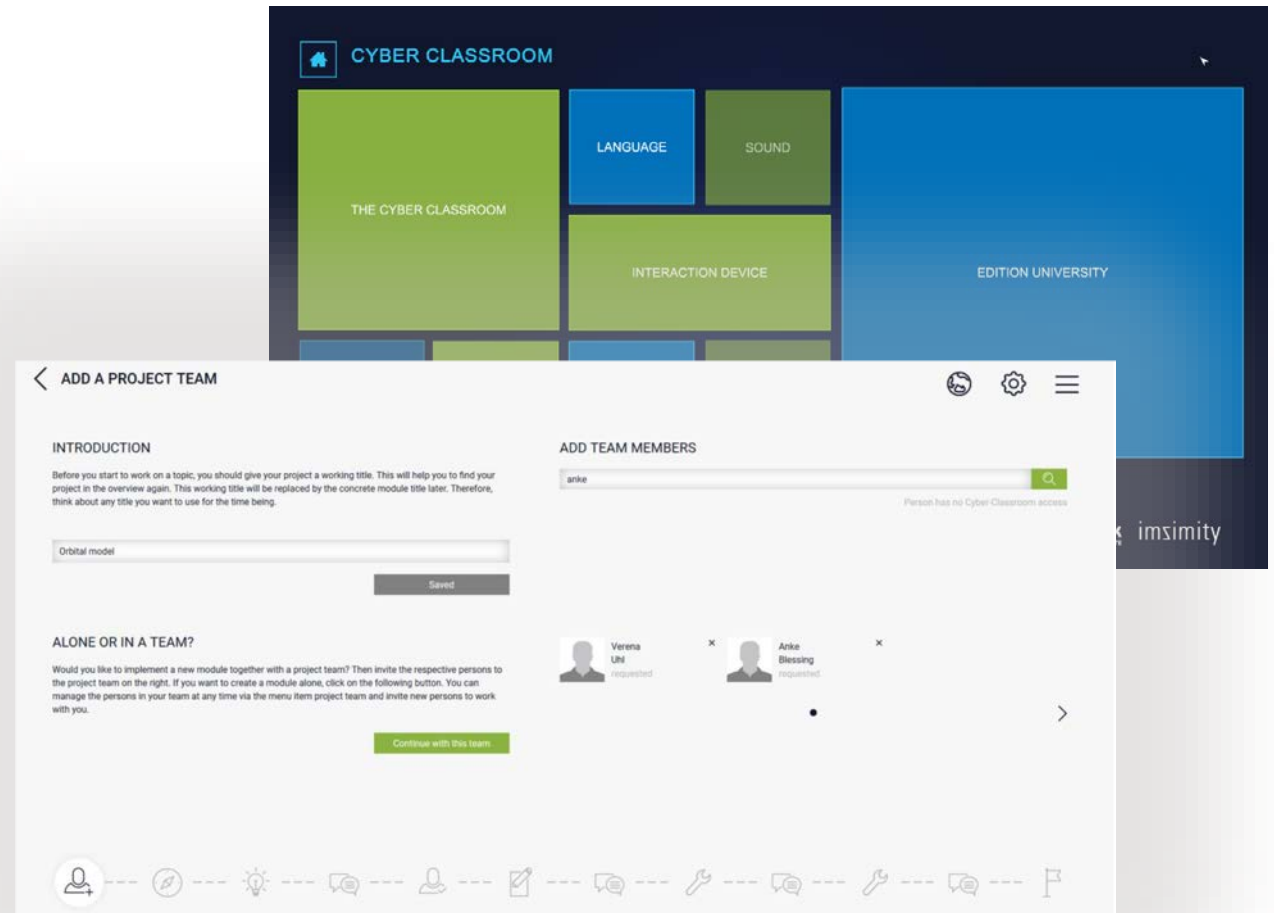 CYBER CLASSROOM
THE CYBER CLASSROOM
LANGUAGE
SOUND
INTERACTION DEVICE
EDITION UNIVERSITY
imsimity
ADD A PROJECT TEAM
INTRODUCTION
Before you start to work on a topic, you should give your project a working title. This will help you to find your
project in the overview again. This working title will be replaced by the concrete module title later. Therefore,
think about any title you want to use for the time being.
Orbital model
Saved
ALONE OR IN A TEAM?
Would you like to implement a new module together with a project team? Then invite the respective persons to
the project team on the right. If you want to create a module alone, click on the following button. You can
manage the persons in your team at any time via the menu item project team and invite new persons to work
with you.
Continue with this team
ADD TEAM MEMBERS
anke
Person has no Cyber Classroom access
Verena
Uhl
requested
Anke
Blessing
requested